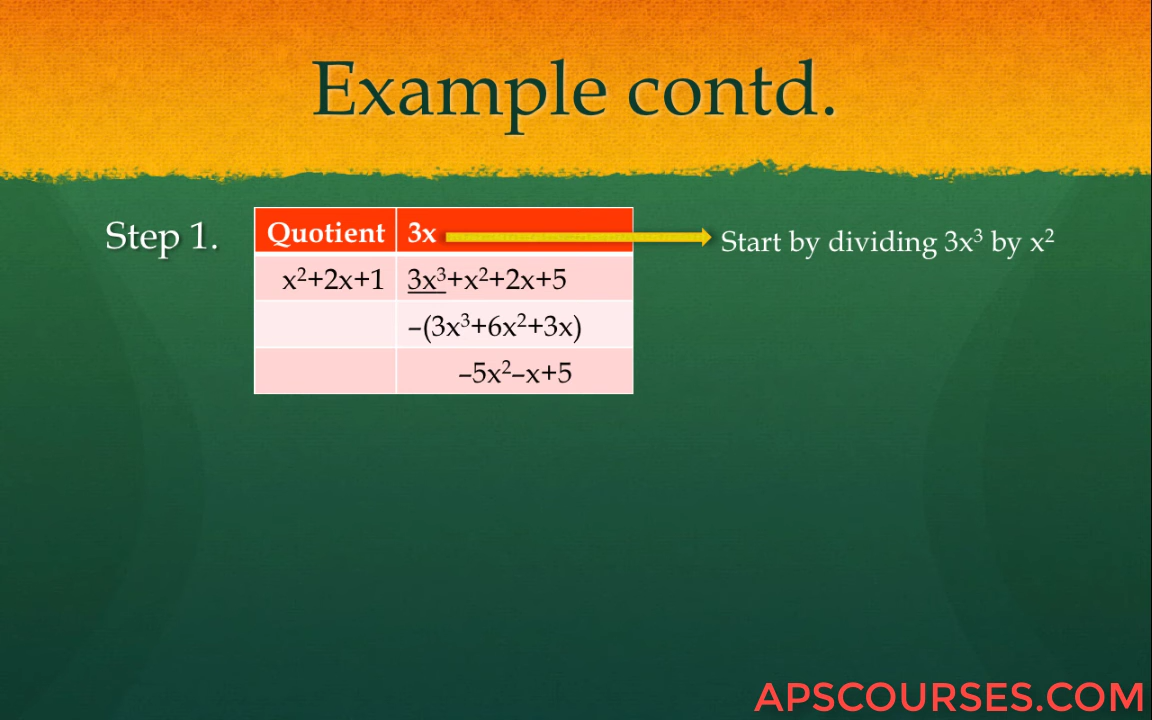 Example contd.
Step 1.
Quotient 3x
Start by dividing 3x³ by x²
x²+2x+1 3x³+x²+2x+5
–(3x³+6x²+3x)
–5x²–x+5
APSCOURSES.COM